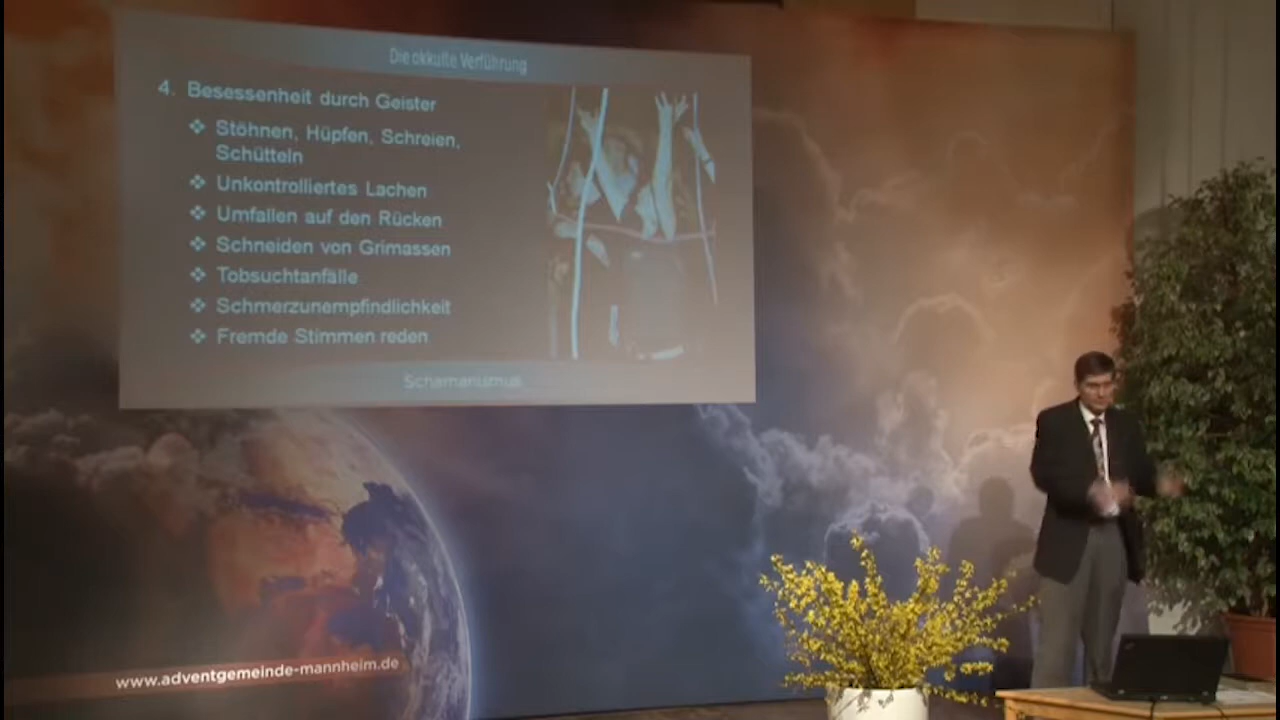 Die okkulte Verführung
4. Besessenheit durch Geister
❖ Stöhnen, Hüpfen, Schreien,
Schütteln
❖ Unkontrolliertes Lachen
❖ Umfallen auf den Rücken
❖ Schneiden von Grimassen
❖ Tobsuchtanfälle
❖ Schmerzunempfindlichkeit
❖ Fremde Stimmen reden
Schamanismus
www.adventgemeinde-mannheim.de